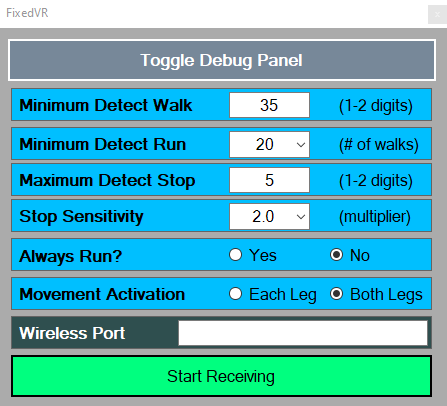 FixedVR
Toggle Debug Panel
Minimum Detect Walk 35 (1-2 digits)
Minimum Detect Run 20 (# of walks)
Maximum Detect Stop 5 (1-2 digits)
Stop Sensitivity 2.0 (multiplier)
Always Run? Yes No
Movement Activation Each Leg Both Legs
Wireless Port
Start Receiving